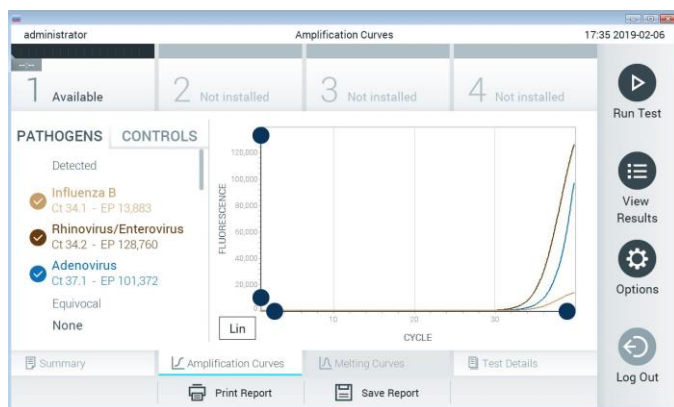 administrator
Amplification Curves
17:35 2019-02-06
--:--
1 Available
2 Not installed
3 Not installed
4 Not installed
PATHOGENS
CONTROLS
Detected
Influenza B
Ct 34.1 - EP 13,883
Rhinovirus/Enterovirus
Ct 34.2 - EP 128,760
Adenovirus
Ct 37.1 - EP 101,372
Equivocal
None
FLUORESCENCE
120,000
100,000
80,000
60,000
40,000
20,000
0
10
20
30
CYCLE
Lin
Run Test
View
Results
Options
Log Out
Summary
Amplification Curves
Melting Curves
Test Details
Print Report
Save Report